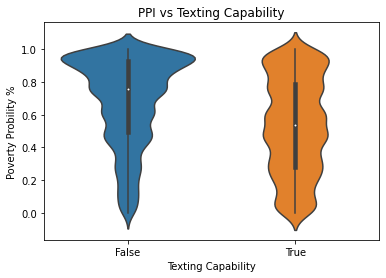 PPI vs Texting Capability
Poverty Probility %
1.0
0.8
0.6
0.4
0.2
0.0
False
True
Texting Capability